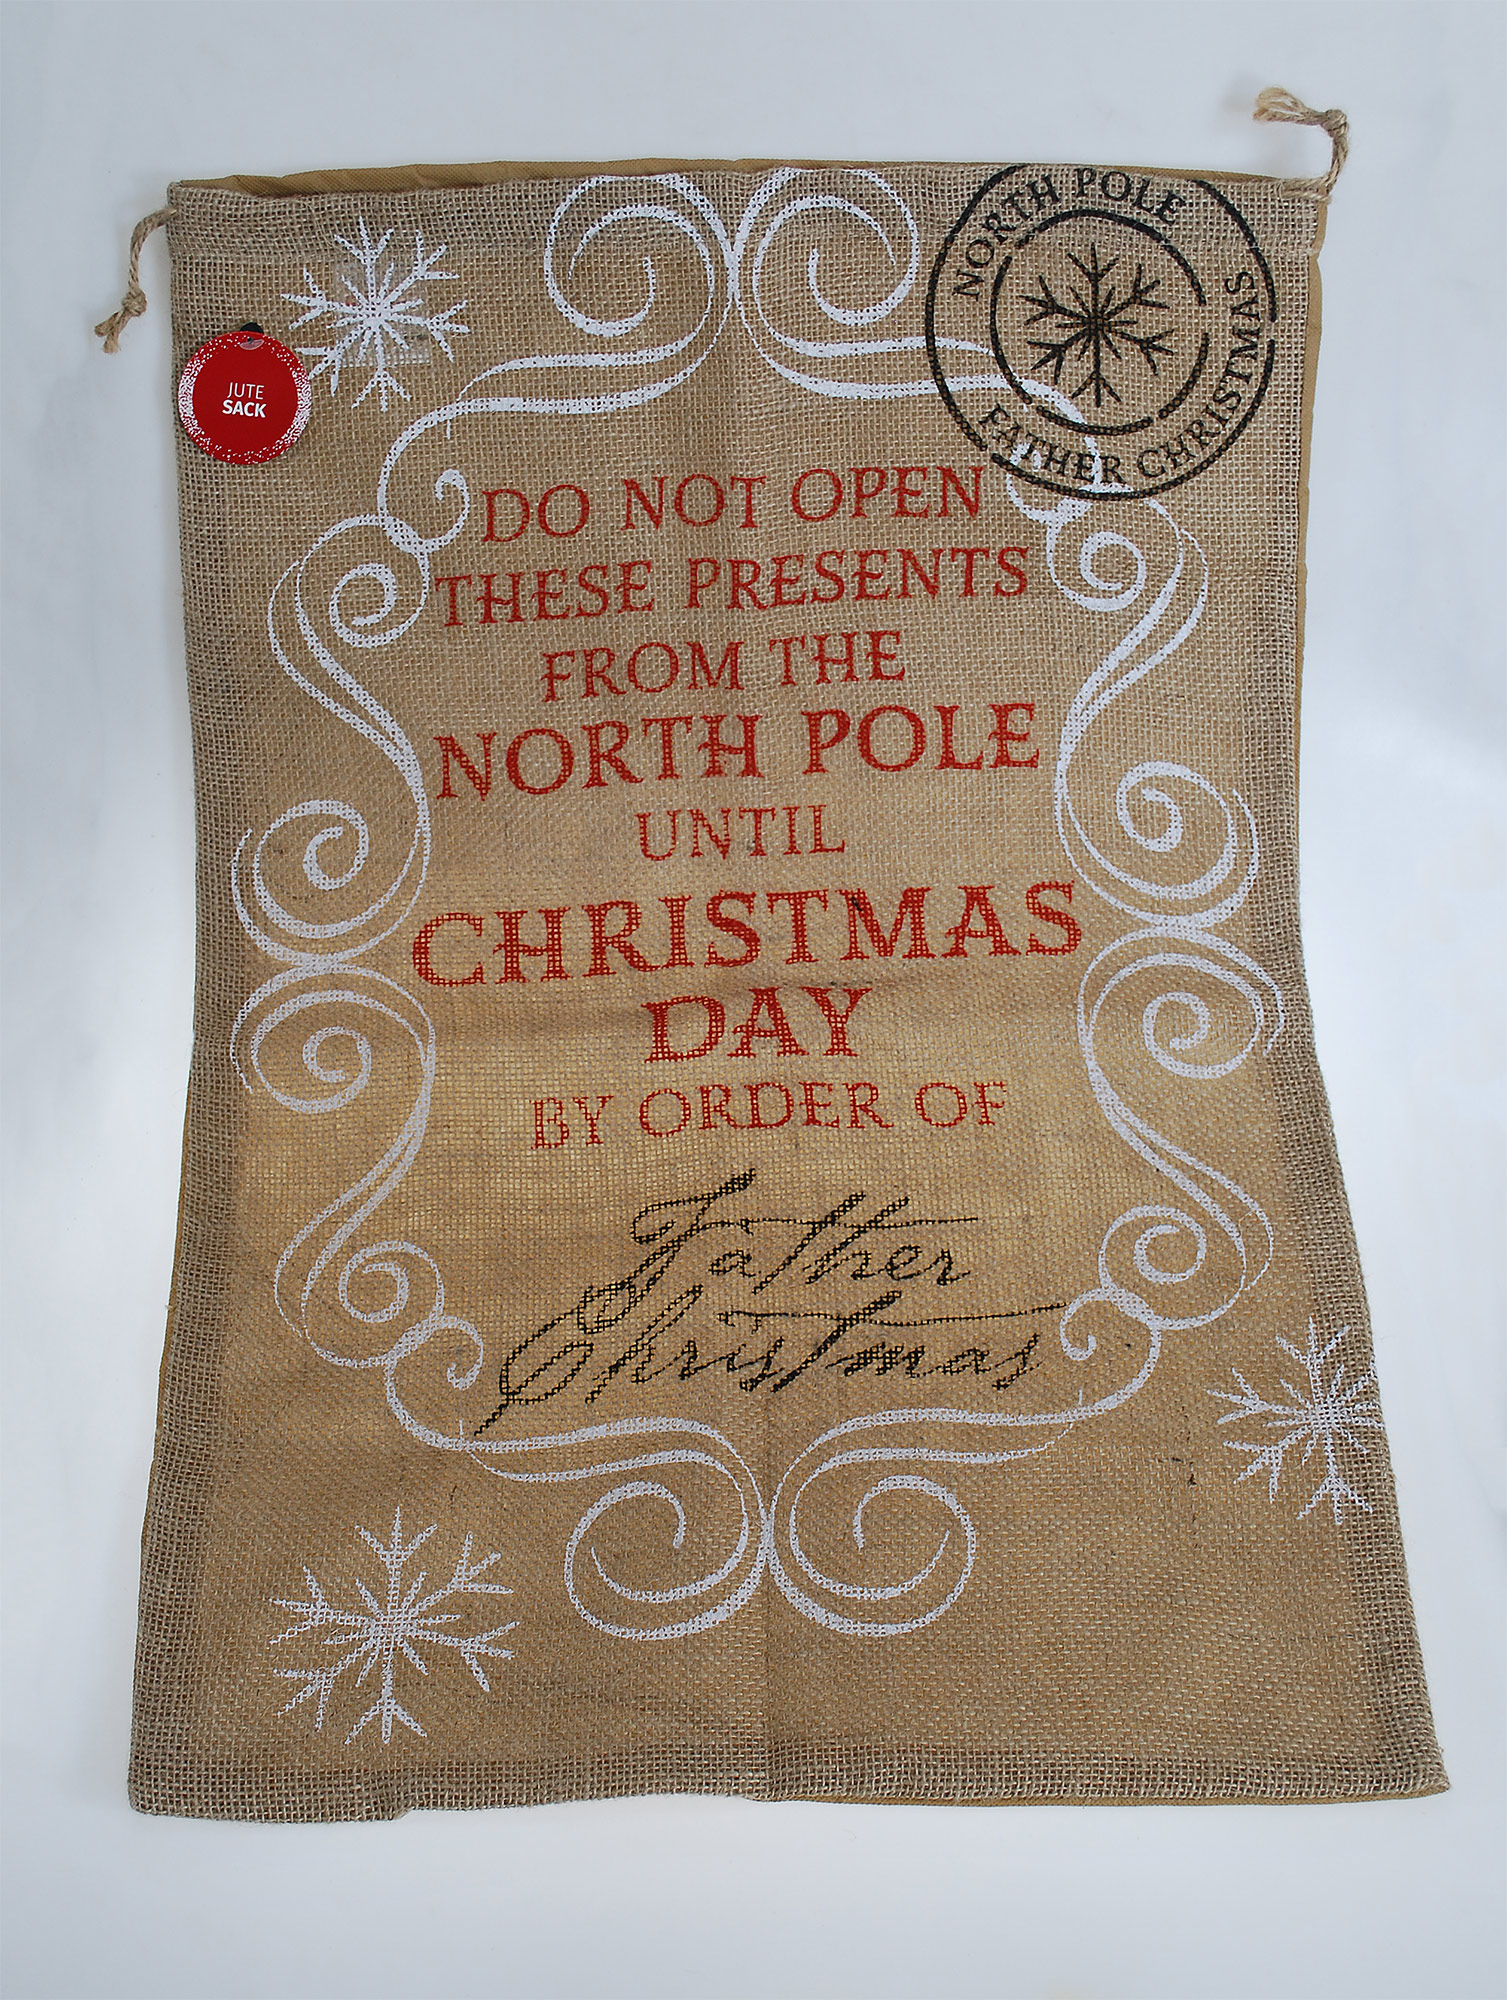 NORTH POLE
FATHER CHRISTMAS
JUTE
SACK
DO NOT OPEN
THESE PRESENTS
FROM THE
NORTH POLE
UNTIL
CHRISTMAS
DAY
BY ORDER OF
Father
Christmas